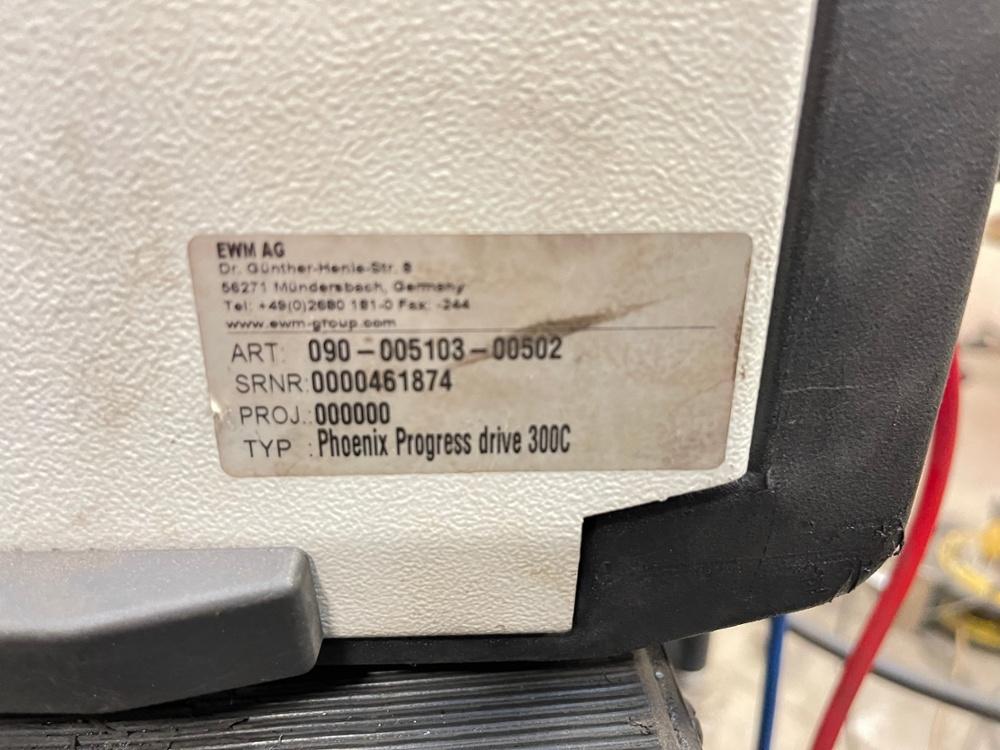 EWM AG
Dr. Günther-Henle-Str. 8
56271 Mündersbach, Germany
Tel: +49(0)2680 181-0 Fax: -244
www.ewm-group.com
ART: 090-005103-00502
SRNR:0000461874
PROJ.:000000
TYP :Phoenix Progress drive 300C